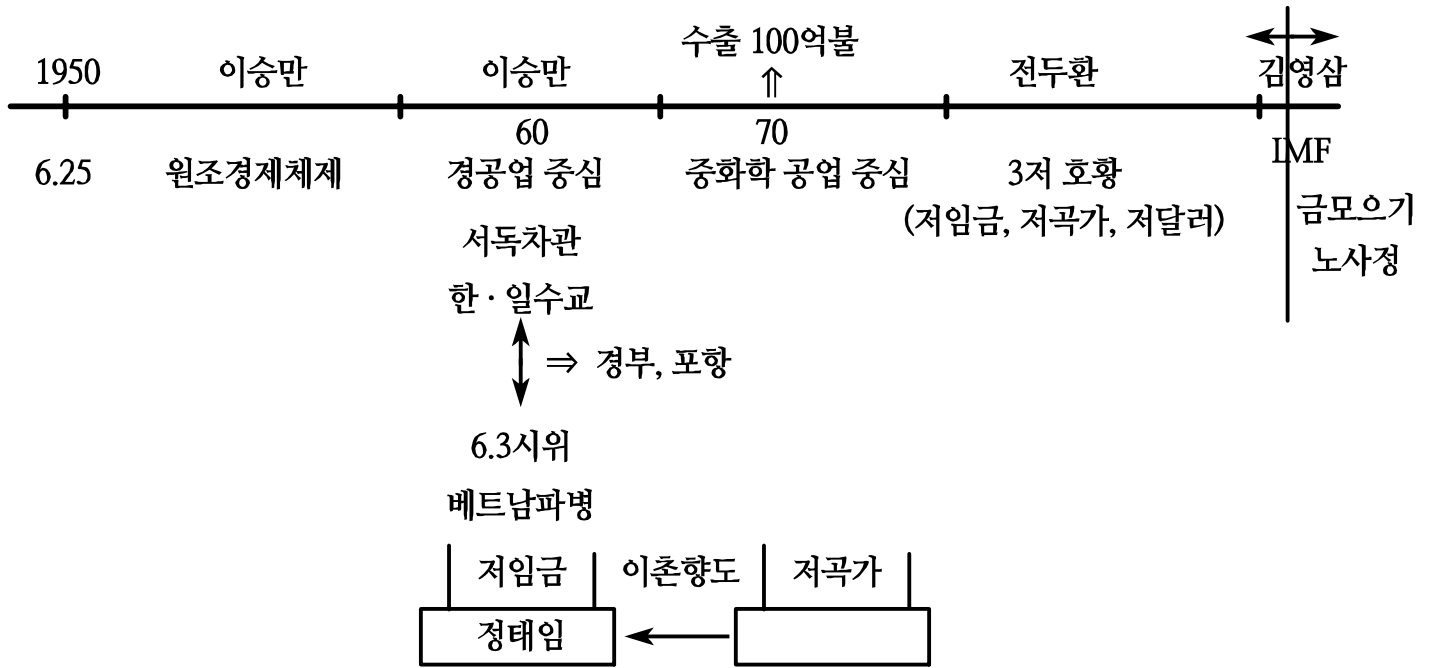 수출 100억불
1950 이승만 이승만 ⇑ 전두환 김영삼
60 70 IMF
6.25 원조경제체제 경공업 중심 중화학 공업 중심 3저 호황
서독차관 (저임금, 저곡가, 저달러) 금모으기
한·일수교 노사정
⇒ 경부, 포항
6.3시위
베트남파병
저임금 이촌향도 저곡가
정태임